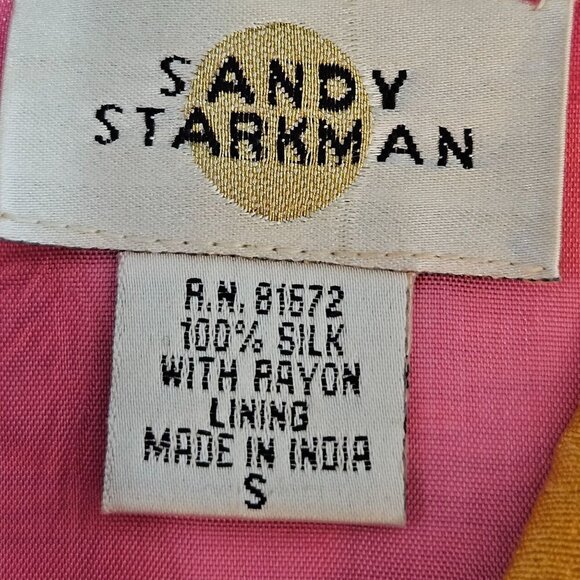 SANDY
STARKMAN
R.N. 81672
100% SILK
WITH RAYON
LINING
MADE IN INDIA
S